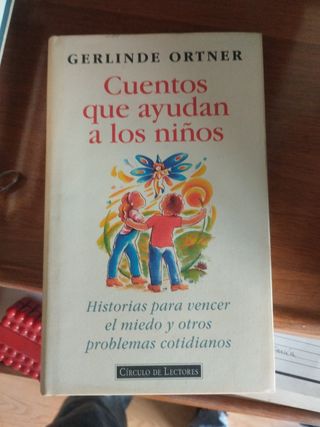 GERLINDE ORTNER
Cuentos
que ayudan
a los niños
Historias para vencer
el miedo y otros
problemas cotidianos
CÍRCULO DE LECTORES